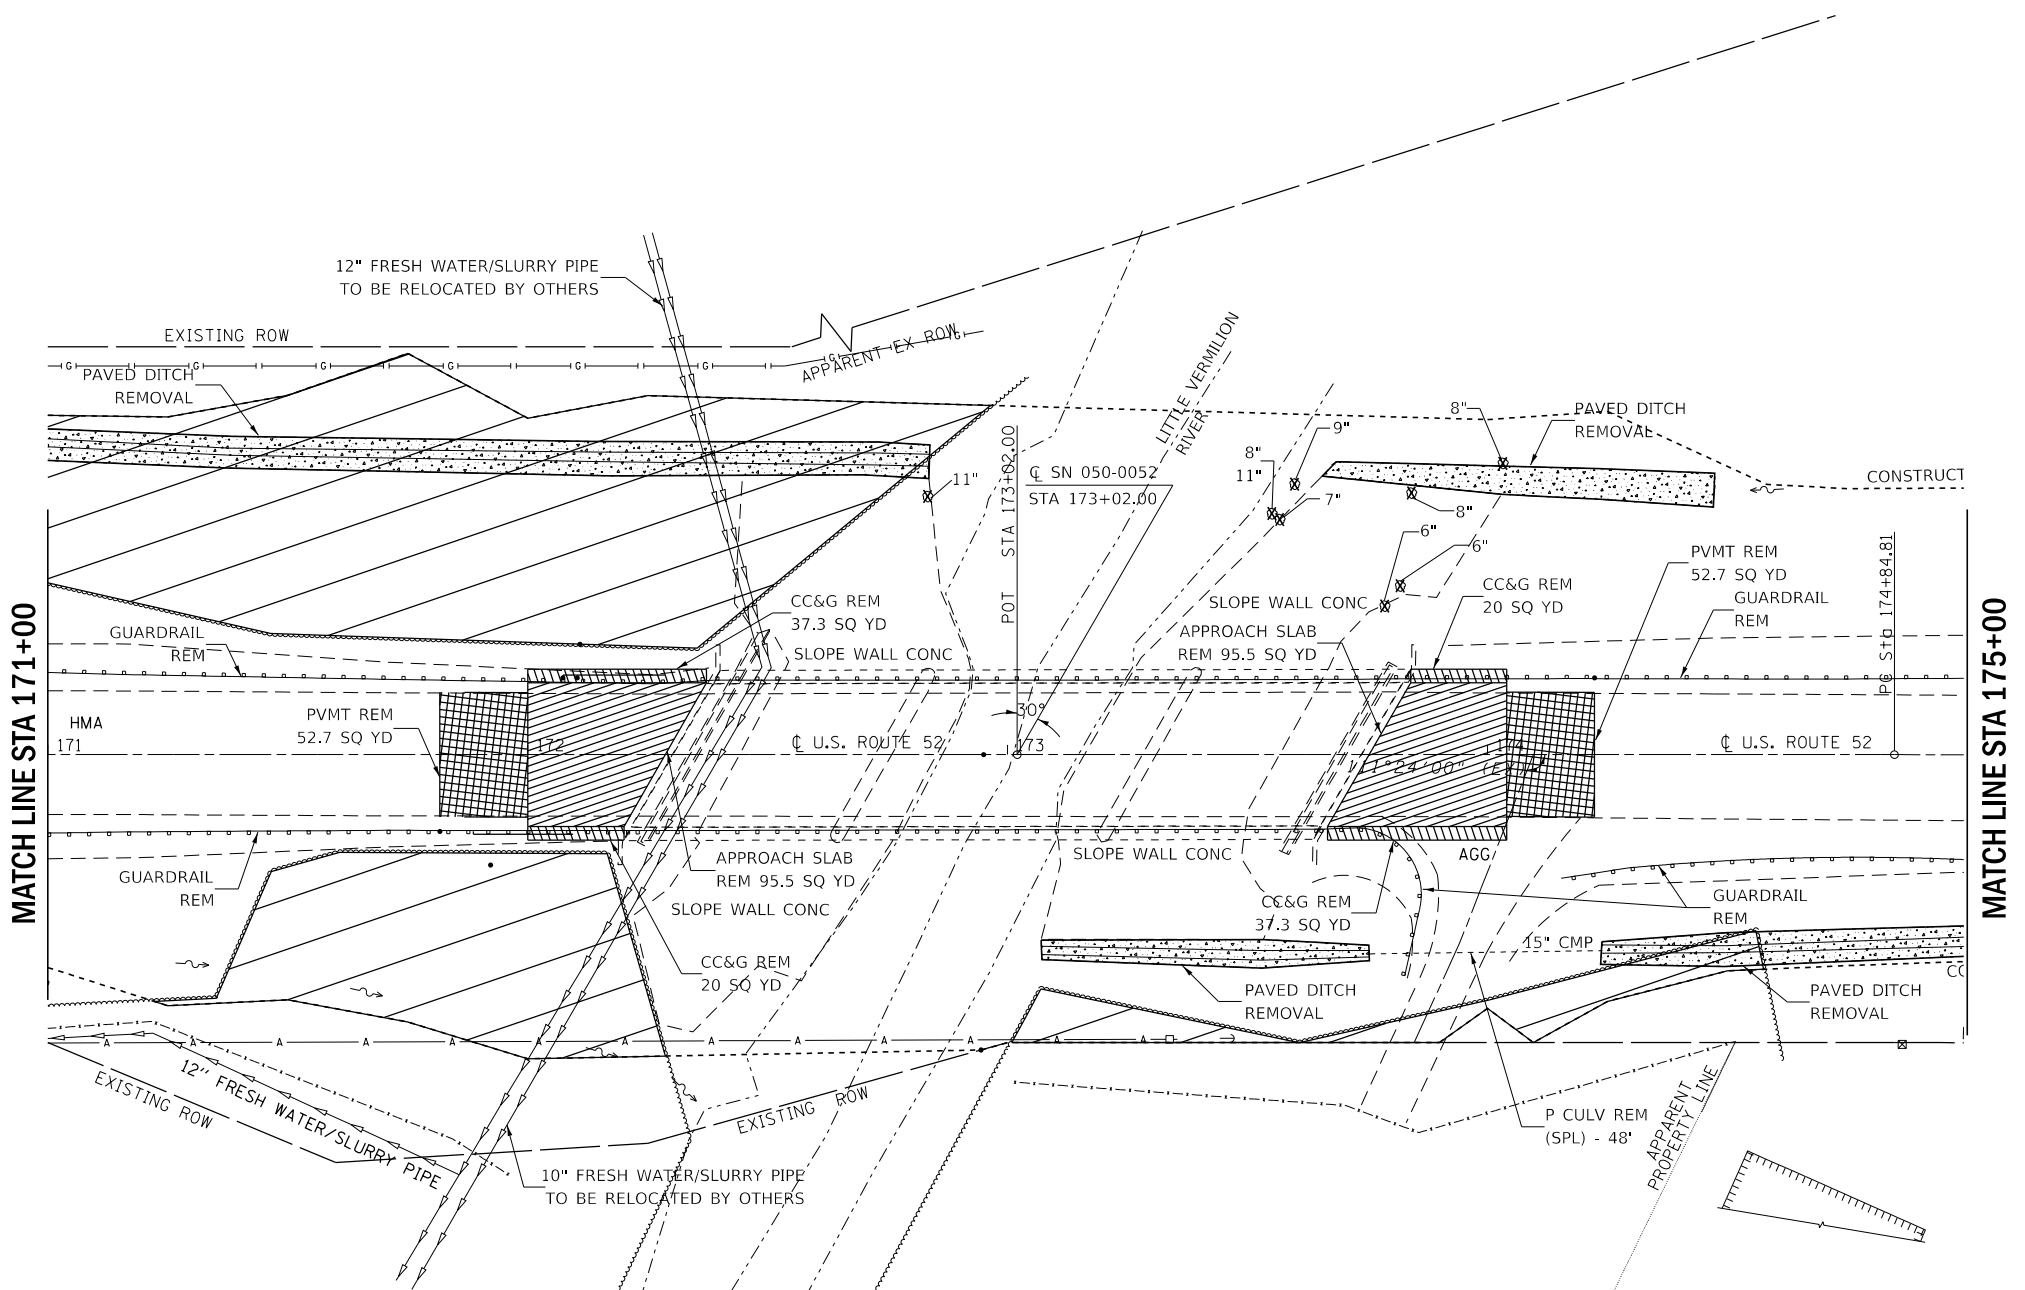 12" FRESH WATER/SLURRY PIPE
TO BE RELOCATED BY OTHERS
EXISTING ROW
APPARENT EX ROW
G G G G G G G G
PAVED DITCH
REMOVAL
LITTLE VERMILION
RIVER
11"
POT STA 173+02.00
℄ SN 050-0052
STA 173+02.00
8"
11"
9"
7"
8"
8"
6"
6"
PAVED DITCH
REMOVAL
CONSTRUCT
PVMT REM
52.7 SQ YD
CC&G REM
20 SQ YD
GUARDRAIL
REM
PC Sta 174+84.81
SLOPE WALL CONC
APPROACH SLAB
REM 95.5 SQ YD
CC&G REM
37.3 SQ YD
SLOPE WALL CONC
GUARDRAIL
REM
MATCH LINE STA 171+00
MATCH LINE STA 175+00
PVMT REM
52.7 SQ YD
HMA
171
172
℄ U.S. ROUTE 52
30°
173
174
111°24'00" (EX)
℄ U.S. ROUTE 52
GUARDRAIL
REM
APPROACH SLAB
REM 95.5 SQ YD
SLOPE WALL CONC
SLOPE WALL CONC
AGG
CC&G REM
37.3 SQ YD
GUARDRAIL
REM
CC&G REM
20 SQ YD
15" CMP
PAVED DITCH
REMOVAL
PAVED DITCH
REMOVAL
CO
A A A A A A A A A A A A A
12" FRESH WATER/SLURRY PIPE
EXISTING ROW
EXISTING ROW
10" FRESH WATER/SLURRY PIPE
TO BE RELOCATED BY OTHERS
P CULV REM
(SPL) - 48'
APPARENT
PROPERTY LINE